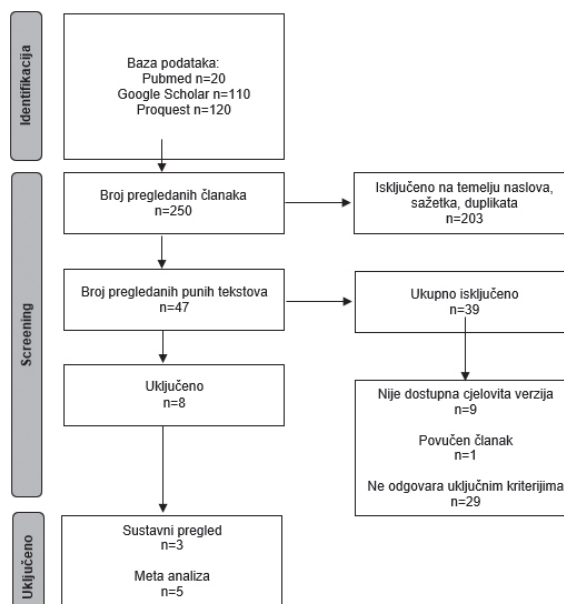 Identifikacija
Baza podataka:
Pubmed n=20
Google Scholar n=110
Proquest n=120
Screening
Broj pregledanih članaka
n=250
Isključeno na temelju naslova,
sažetka, duplikata
n=203
Broj pregledanih punih tekstova
n=47
Ukupno isključeno
n=39
Uključeno
n=8
Nije dostupna cjelovita verzija
n=9
Povučen članak
n=1
Ne odgovara uključnim kriterijima
n=29
Uključeno
Sustavni pregled
n=3
Meta analiza
n=5